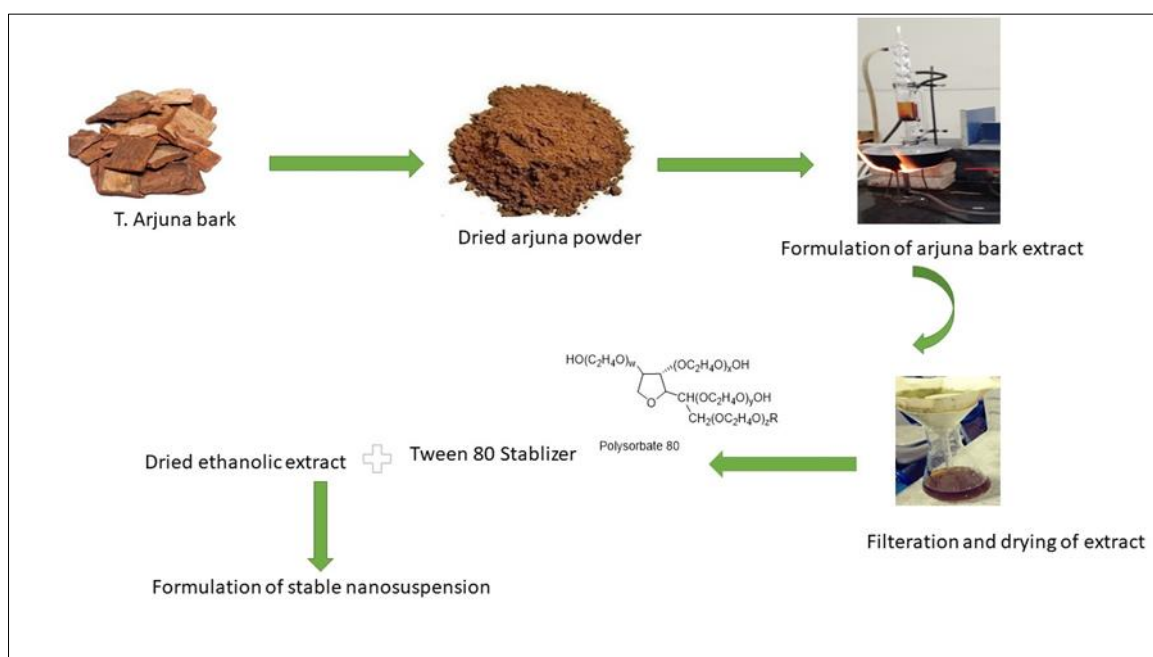 T. Arjuna bark
Dried arjuna powder
Formulation of arjuna bark extract
HO(C₂H₄O)w
(OC₂H₄O)ₓOH
O
CH(OC₂H₄O)yOH
CH₂(OC₂H₄O)zR
Polysorbate 80
Dried ethanolic extract
Tween 80 Stablizer
Filteration and drying of extract
Formulation of stable nanosuspension